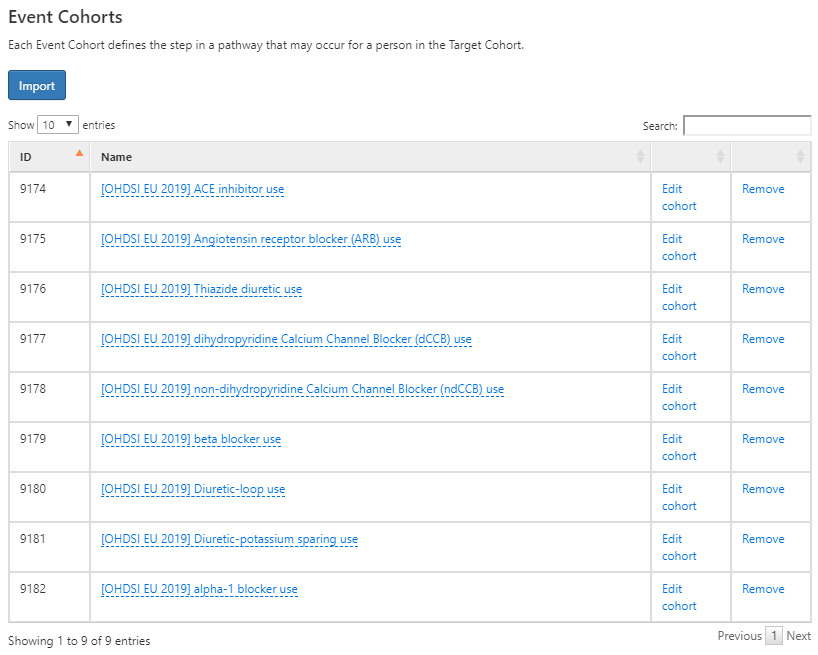 Event Cohorts
Each Event Cohort defines the step in a pathway that may occur for a person in the Target Cohort.
Import
Show 10 entries Search:
ID Name
9174 [OHDSI EU 2019] ACE inhibitor use Edit cohort Remove
9175 [OHDSI EU 2019] Angiotensin receptor blocker (ARB) use Edit cohort Remove
9176 [OHDSI EU 2019] Thiazide diuretic use Edit cohort Remove
9177 [OHDSI EU 2019] dihydropyridine Calcium Channel Blocker (dCCB) use Edit cohort Remove
9178 [OHDSI EU 2019] non-dihydropyridine Calcium Channel Blocker (ndCCB) use Edit cohort Remove
9179 [OHDSI EU 2019] beta blocker use Edit cohort Remove
9180 [OHDSI EU 2019] Diuretic-loop use Edit cohort Remove
9181 [OHDSI EU 2019] Diuretic-potassium sparing use Edit cohort Remove
9182 [OHDSI EU 2019] alpha-1 blocker use Edit cohort Remove
Showing 1 to 9 of 9 entries Previous 1 Next